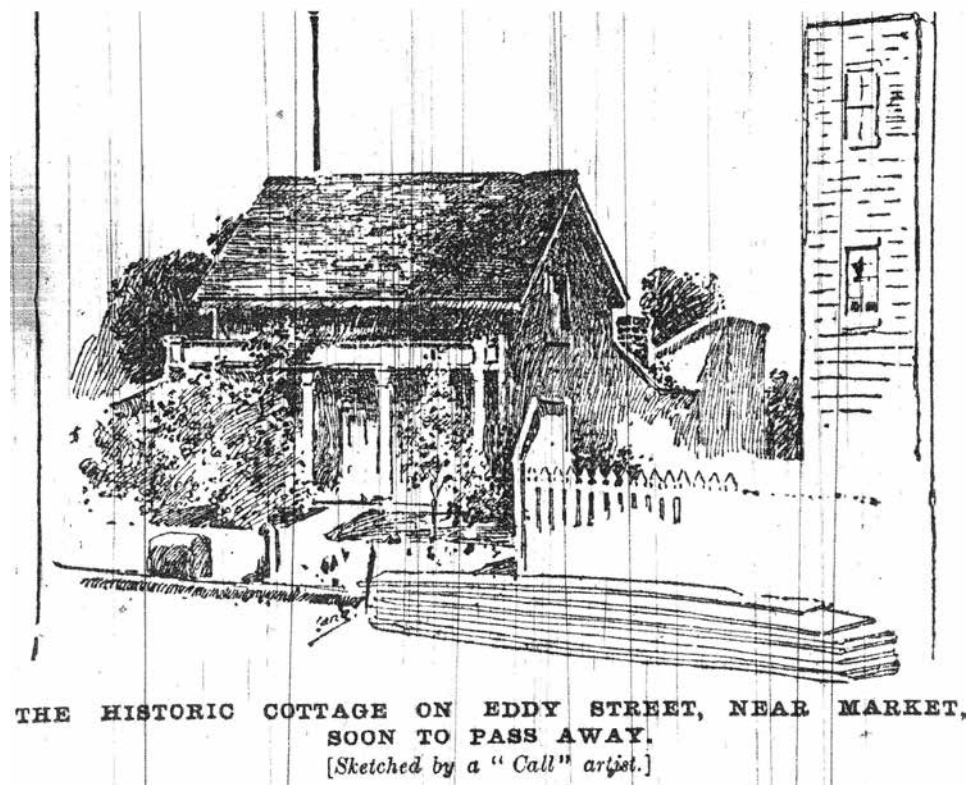 THE HISTORIC COTTAGE ON EDDY STREET, NEAR MARKET,
SOON TO PASS AWAY.
[Sketched by a "Call" artist.]